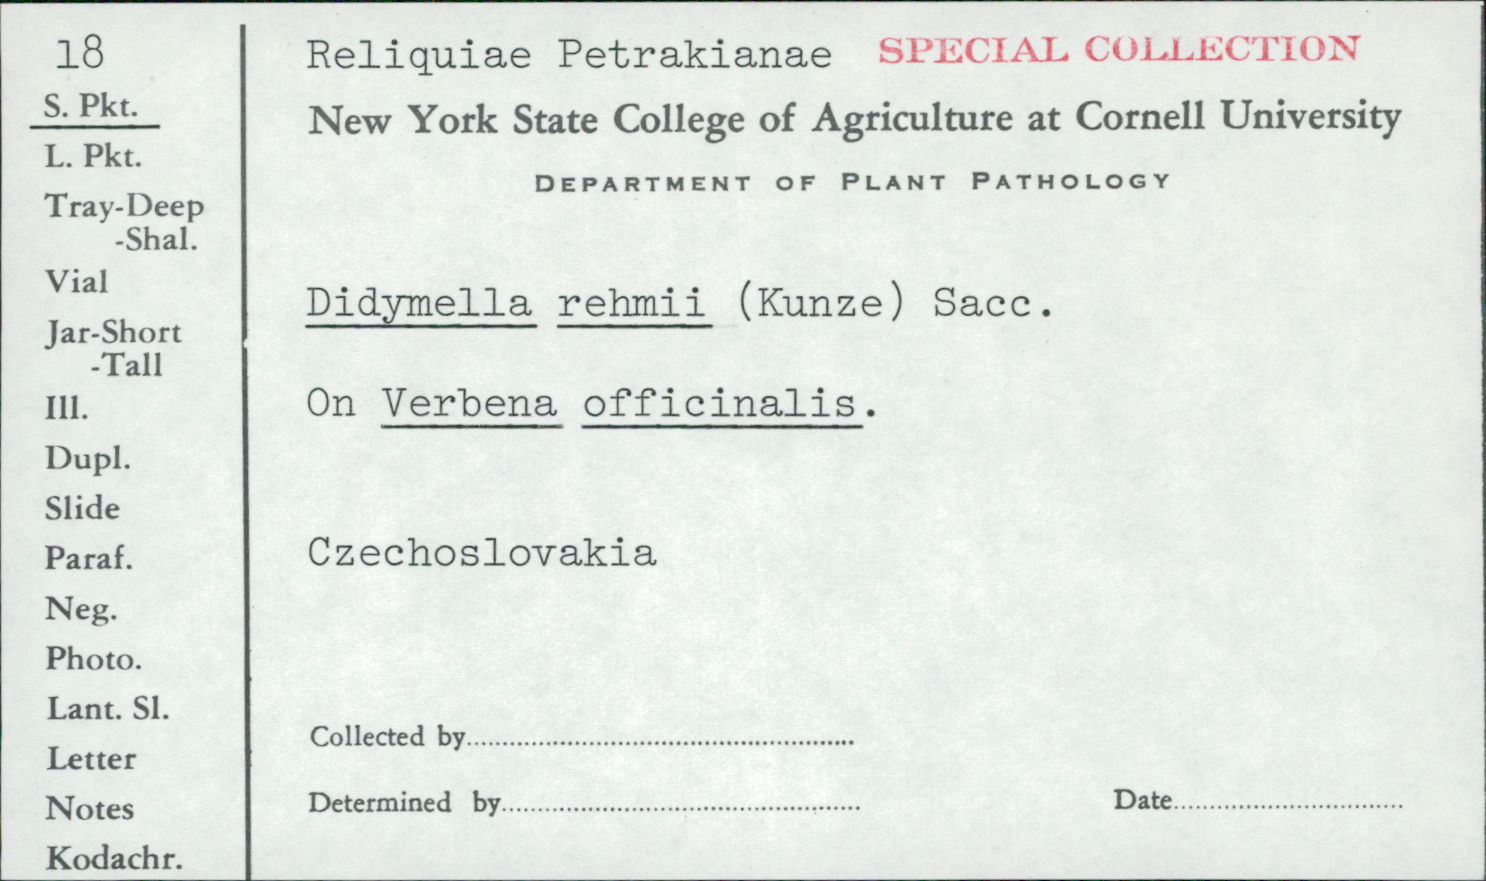 18
S. Pkt.
L. Pkt.
Tray-Deep
-Shal.
Vial
Jar-Short
-Tall
Ill.
Dupl.
Slide
Paraf.
Neg.
Photo.
Lant. Sl.
Letter
Notes
Kodachr.
Reliquiae Petrakianae SPECIAL COLLECTION
New York State College of Agriculture at Cornell University
DEPARTMENT OF PLANT PATHOLOGY
Didymella rehmii (Kunze) Sacc.
On Verbena officinalis.
Czechoslovakia
Collected by
Determined by Date